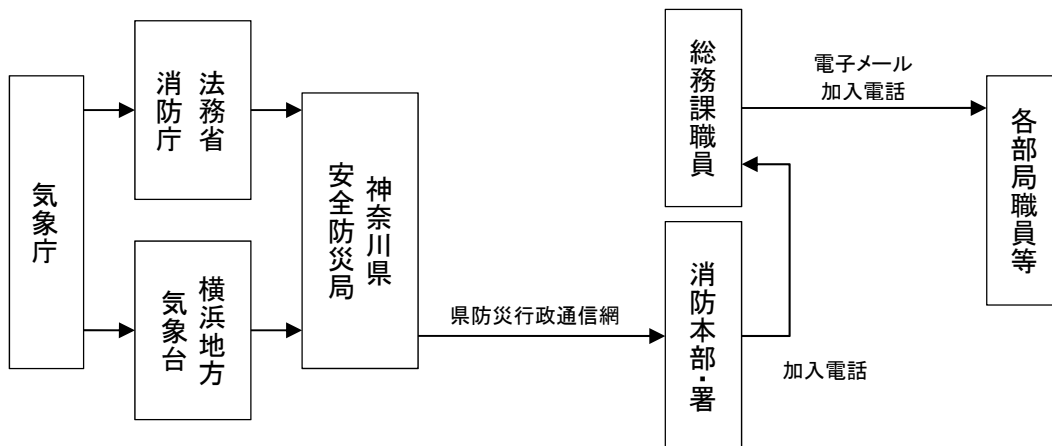 気象庁
法務省
消防庁
横浜地方
気象台
神奈川県
安全防災局
県防災行政通信網
消防本部・署
加入電話
総務課職員
電子メール
加入電話
各部局職員等